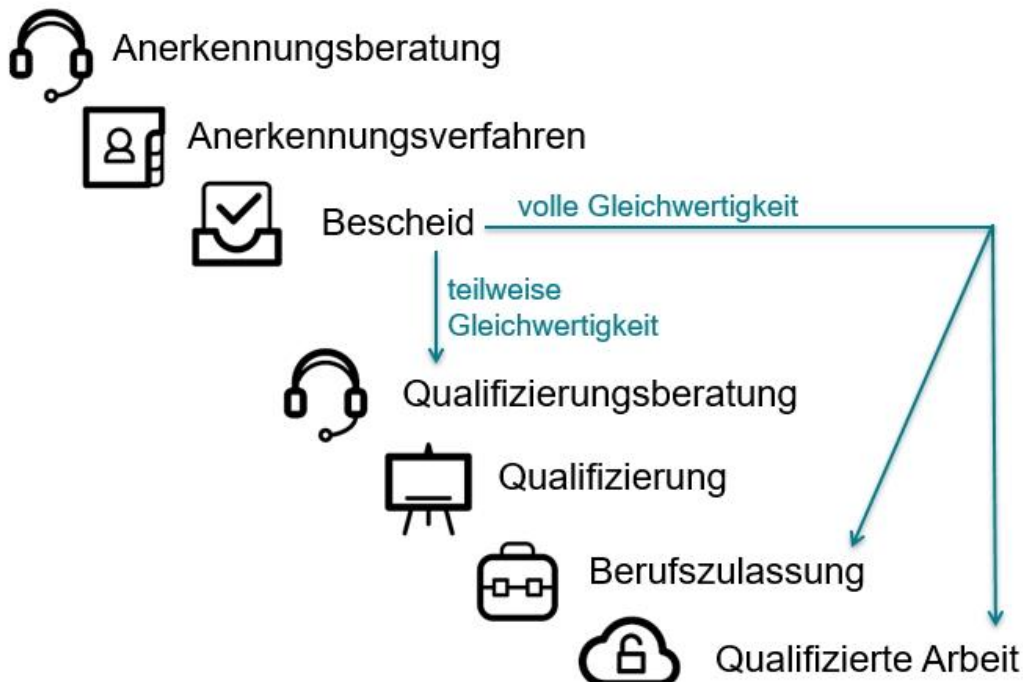 Anerkennungsberatung
Anerkennungsverfahren
Bescheid
volle Gleichwertigkeit
teilweise
Gleichwertigkeit
Qualifizierungsberatung
Qualifizierung
Berufszulassung
Qualifizierte Arbeit